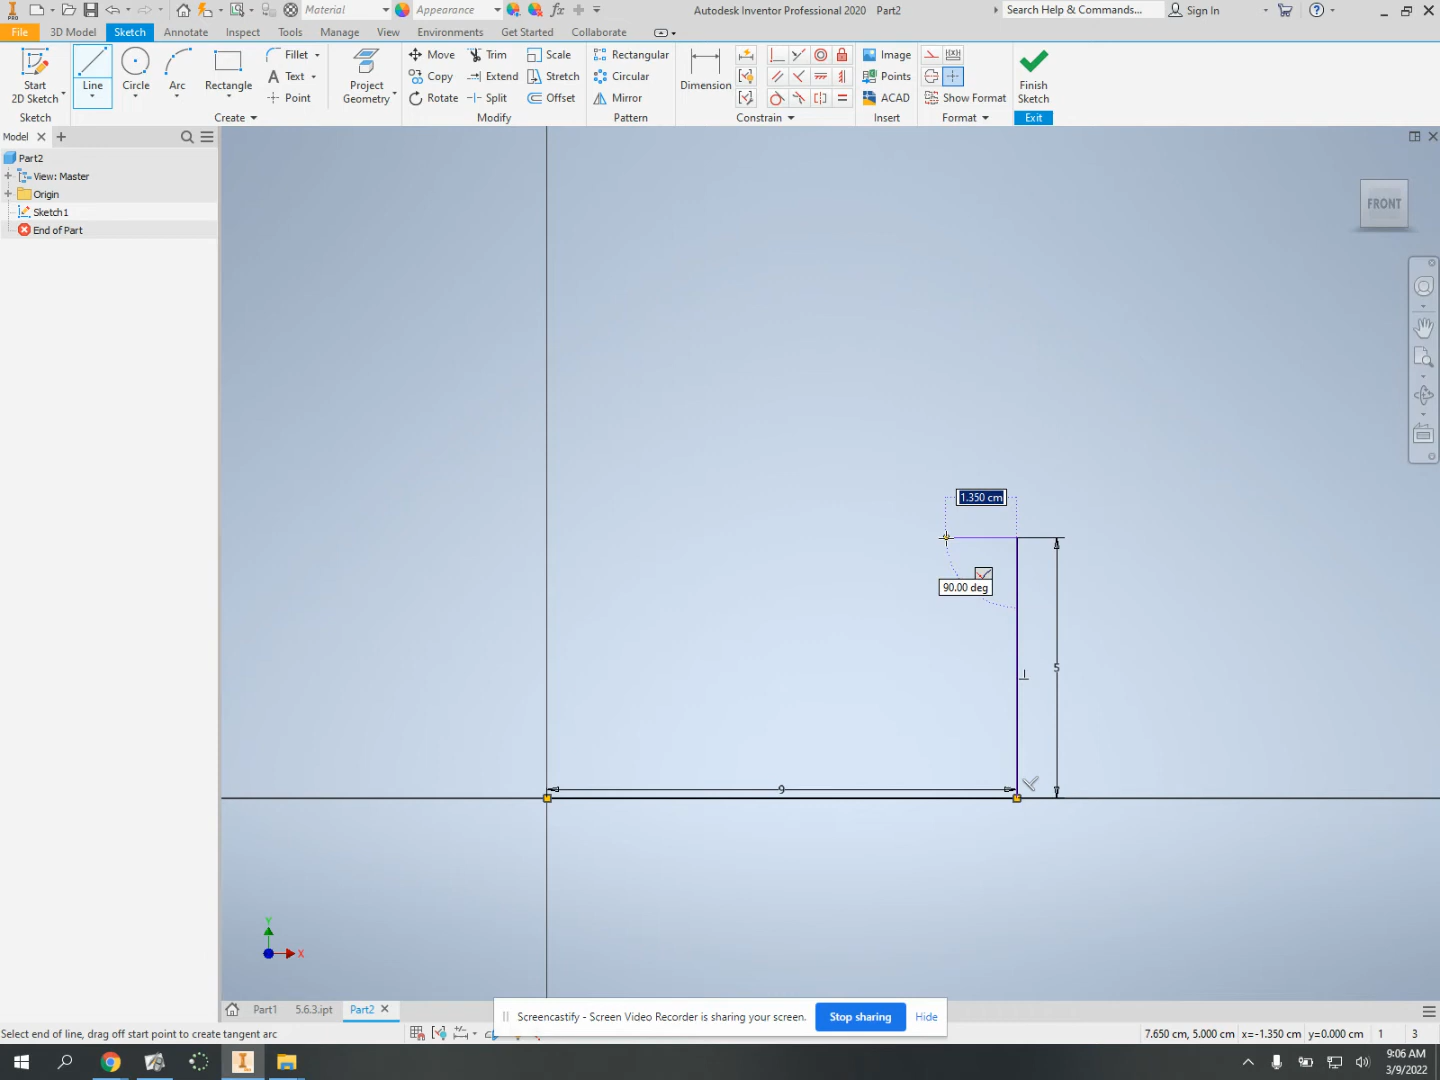 Material
Appearance
Autodesk Inventor Professional 2020 Part2
Search Help & Commands...
Sign In
PRO
File 3D Model Sketch Annotate Inspect Tools Manage View Environments Get Started Collaborate
Start
2D Sketch
Line
Circle
Arc
Rectangle
Fillet
Text
Point
Project
Geometry
Move
Copy
Rotate
Trim
Extend
Split
Scale
Stretch
Offset
Rectangular
Circular
Mirror
Dimension
Image
Points
ACAD
Show Format
Finish
Sketch
Sketch
Create
Modify
Pattern
Constrain
Insert
Format
Exit
Model
Part2
View: Master
Origin
Sketch1
End of Part
FRONT
1.350 cm
90.00 deg
5
9
Y
X
Part1 5.6.3.ipt Part2
Screencastify - Screen Video Recorder is sharing your screen. Stop sharing Hide
Select end of line, drag off start point to create tangent arc
7.650 cm, 5.000 cm x=-1.350 cm y=0.000 cm 1 3
9:06 AM
3/9/2022